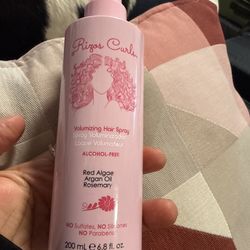 Rizos Curls
Volumizing Hair Spray
Spray Voluminizador
Laque Volumateur
ALCOHOL-FREE
Red Algae
Argan Oil
Rosemary
NO Sulfates, NO Silicones
NO Parabens
200 mL ℮ 6.8 fl. oz.